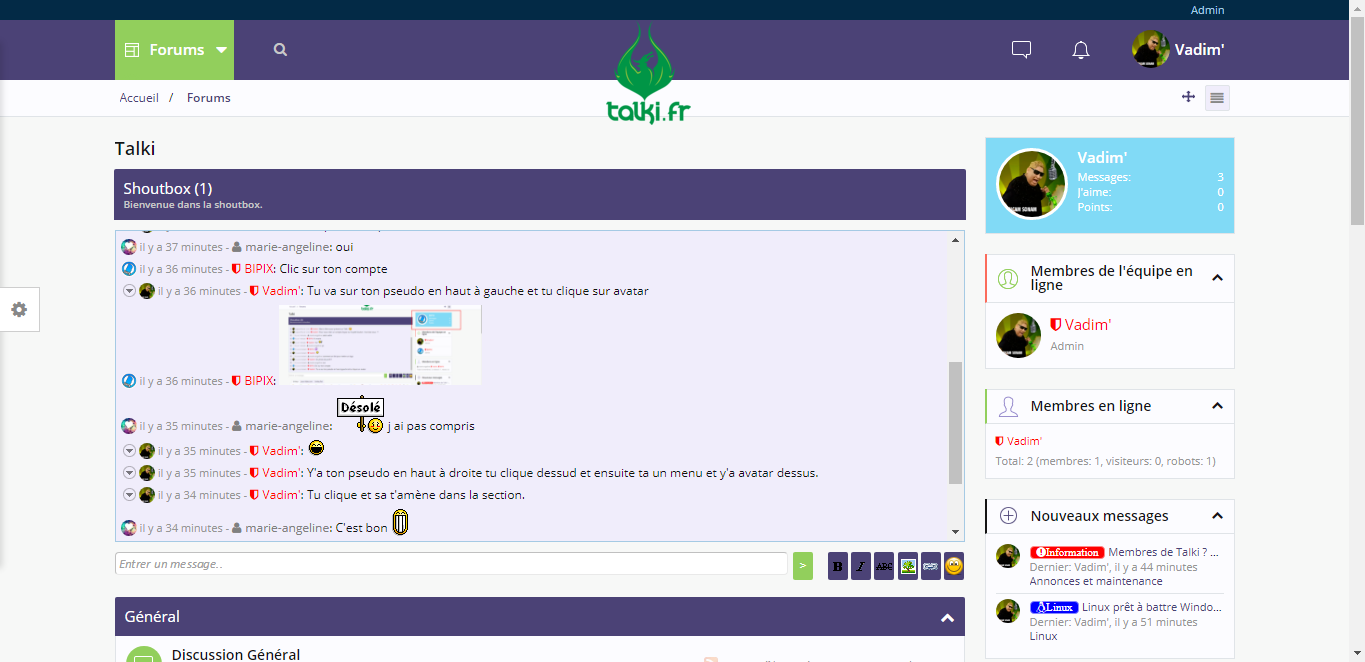 Admin
Forums
Vadim'
talki.fr
Accueil / Forums
Talki
Shoutbox (1)
Bienvenue dans la shoutbox.
il y a 37 minutes - marie-angeline: oui
il y a 36 minutes - BIPIX: Clic sur ton compte
il y a 36 minutes - Vadim': Tu va sur ton pseudo en haut à gauche et tu clique sur avatar
il y a 36 minutes - BIPIX:
Désolé
il y a 35 minutes - marie-angeline: j ai pas compris
il y a 35 minutes - Vadim':
il y a 35 minutes - Vadim': Y'a ton pseudo en haut à droite tu clique dessud et ensuite ta un menu et y'a avatar dessus.
il y a 34 minutes - Vadim': Tu clique et sa t'amène dans la section.
il y a 34 minutes - marie-angeline: C'est bon
Entrer un message..
> B I ABC
Général
Discussion Général
Vadim'
Messages: 3
J'aime: 0
Points: 0
Membres de l'équipe en
ligne
Vadim'
Admin
Membres en ligne
Vadim'
Total: 2 (membres: 1, visiteurs: 0, robots: 1)
Nouveaux messages
Information Membres de Talki ? ...
Dernier: Vadim', il y a 44 minutes
Annonces et maintenance
Linux Linux prêt à battre Windo...
Dernier: Vadim', il y a 51 minutes
Linux